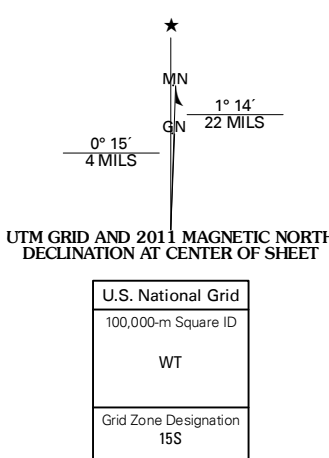 ★
MN
1° 14´
GN
22 MILS
0° 15´
4 MILS
UTM GRID AND 2011 MAGNETIC NORTH
DECLINATION AT CENTER OF SHEET
U.S. National Grid
100,000-m Square ID
WT
Grid Zone Designation
15S